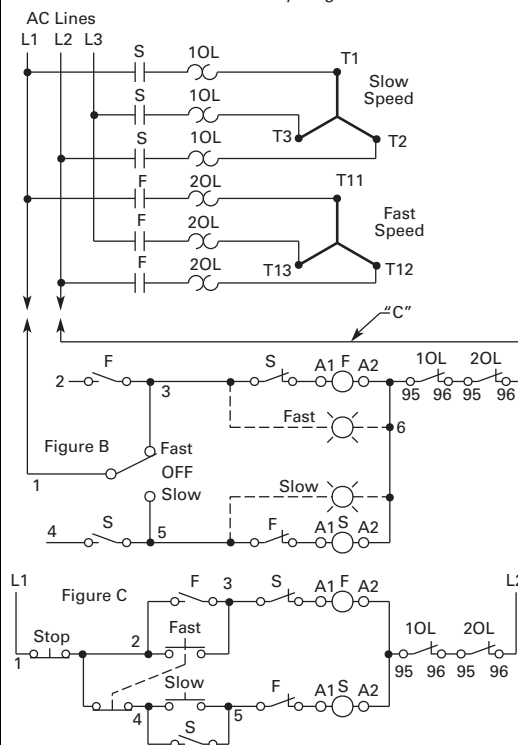 AC Lines
L1 L2 L3
S 1OL T1
Slow
Speed
S 1OL
T3 T2
S 1OL
F 2OL T11
Fast
Speed
F 2OL
T13 T12
F 2OL
"C"
F S A1 F A2 1OL 2OL
2 3 95 96 95 96
Fast 6
Figure B Fast
OFF
1 Slow Slow
S F A1 S A2
4 5
L1 L2
Figure C F 3 S A1 F A2
Stop 2 Fast 1OL 2OL
1 95 96 95 96
Slow F A1 S A2
4 5
S